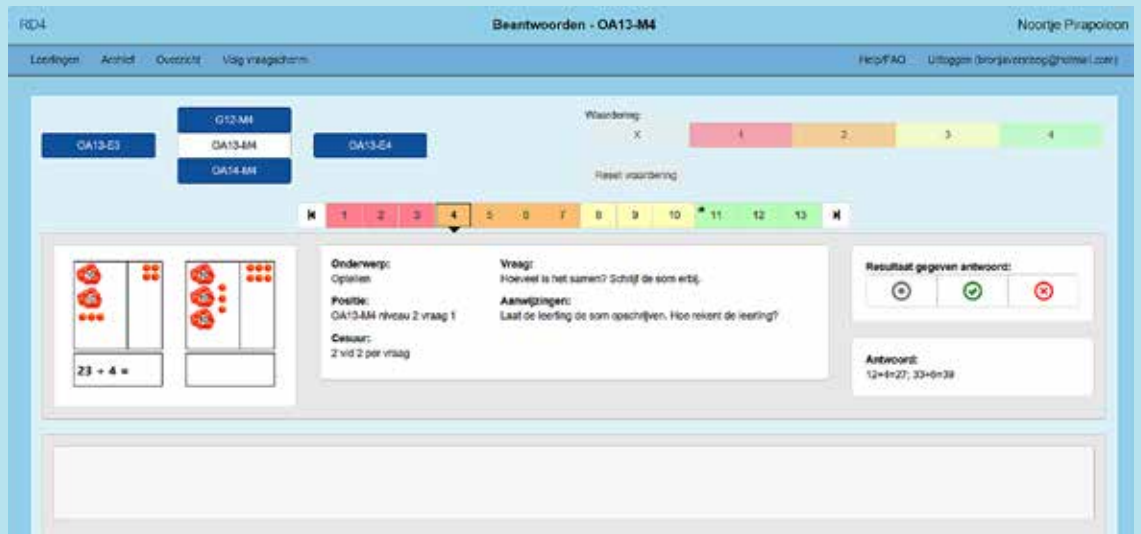 RD4
Beantwoorden - OA13-M4
Noortje Pirapoleon
Leerlingen Archief Overzicht Volg vraagscherm
Help/FAQ Uitloggen
G12-M4
OA13-E3 OA13-M4 OA13-E4
OA14-M4
Waardering:
X 1 2 3 4
Reset waardering
1 2 3 4 5 6 7 8 9 10 * 11 12 13
Onderwerp:
Optellen
Positie:
OA13-M4 niveau 2 vraag 1
Cesuur:
2 vd 2 per vraag
Vraag:
Hoeveel is het samen? Schrijf de som erbij.
Aanwijzingen:
Laat de leerling de som opschrijven. Hoe rekent de leerling?
Resultaat gegeven antwoord:
Antwoord:
33+6=39
23 + 4 =